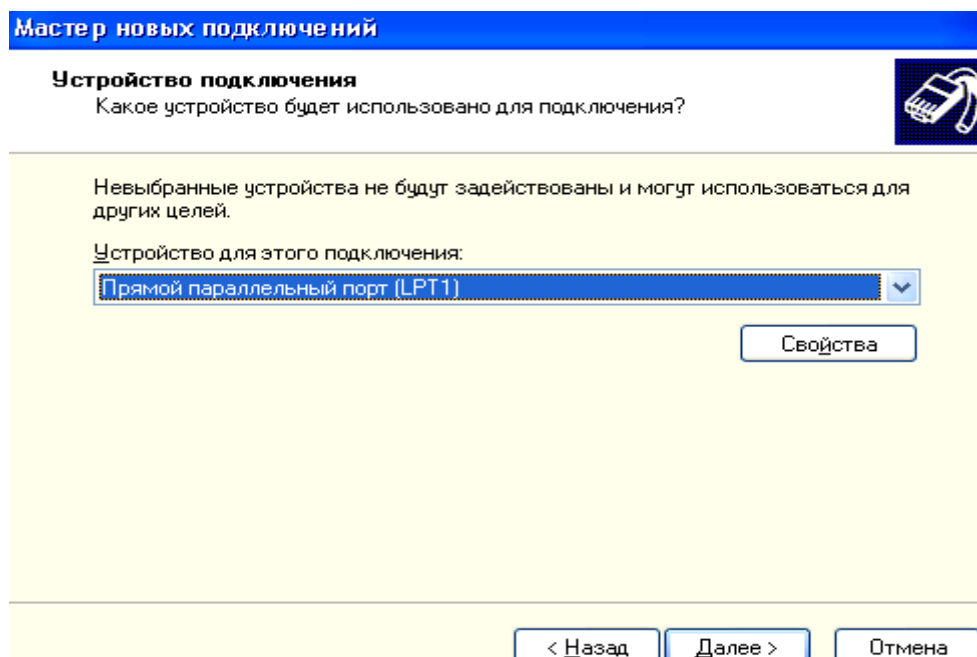 Мастер новых подключений
Устройство подключения
Какое устройство будет использовано для подключения?
Невыбранные устройства не будут задействованы и могут использоваться для
других целей.
Устройство для этого подключения:
Прямой параллельный порт (LPT1)
Свойства
< Назад Далее > Отмена